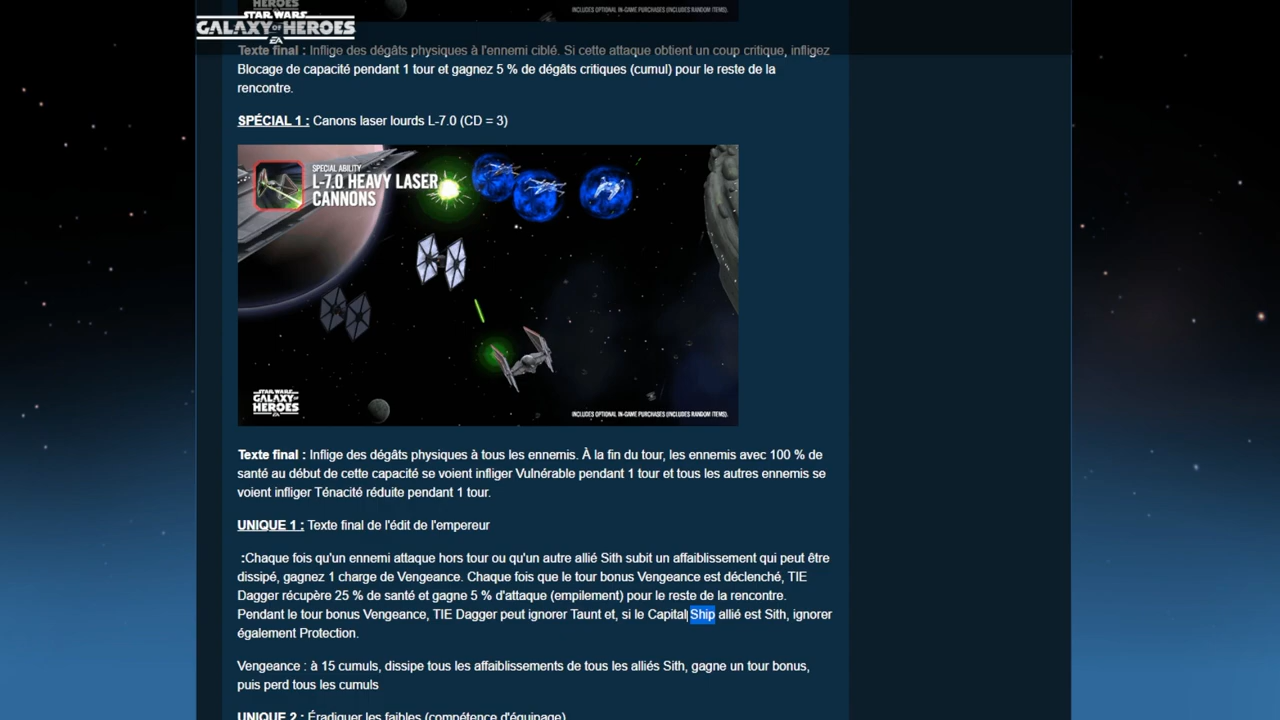 INCLUDES OPTIONAL IN-GAME PURCHASES (INCLUDES RANDOM ITEMS).
STAR WARS
GALAXY OF HEROES
EA
Texte final : Inflige des dégâts physiques à l'ennemi ciblé. Si cette attaque obtient un coup critique, infligez
Blocage de capacité pendant 1 tour et gagnez 5 % de dégâts critiques (cumul) pour le reste de la
rencontre.
SPÉCIAL 1 : Canons laser lourds L-7.0 (CD = 3)
SPECIAL ABILITY
L-7.0 HEAVY LASER
CANNONS
STAR WARS
GALAXY OF
HEROES
INCLUDES OPTIONAL IN-GAME PURCHASES (INCLUDES RANDOM ITEMS).
Texte final : Inflige des dégâts physiques à tous les ennemis. À la fin du tour, les ennemis avec 100 % de
santé au début de cette capacité se voient infliger Vulnérable pendant 1 tour et tous les autres ennemis se
voient infliger Ténacité réduite pendant 1 tour.
UNIQUE 1 : Texte final de l'édit de l'empereur
:Chaque fois qu'un ennemi attaque hors tour ou qu'un autre allié Sith subit un affaiblissement qui peut être
dissipé, gagnez 1 charge de Vengeance. Chaque fois que le tour bonus Vengeance est déclenché, TIE
Dagger récupère 25 % de santé et gagne 5 % d'attaque (empilement) pour le reste de la rencontre.
Pendant le tour bonus Vengeance, TIE Dagger peut ignorer Taunt et, si le Capital Ship allié est Sith, ignorer
également Protection.
Vengeance : à 15 cumuls, dissipe tous les affaiblissements de tous les alliés Sith, gagne un tour bonus,
puis perd tous les cumuls
UNIQUE 2 : Éradiquer les faibles (compétence d'équipage)